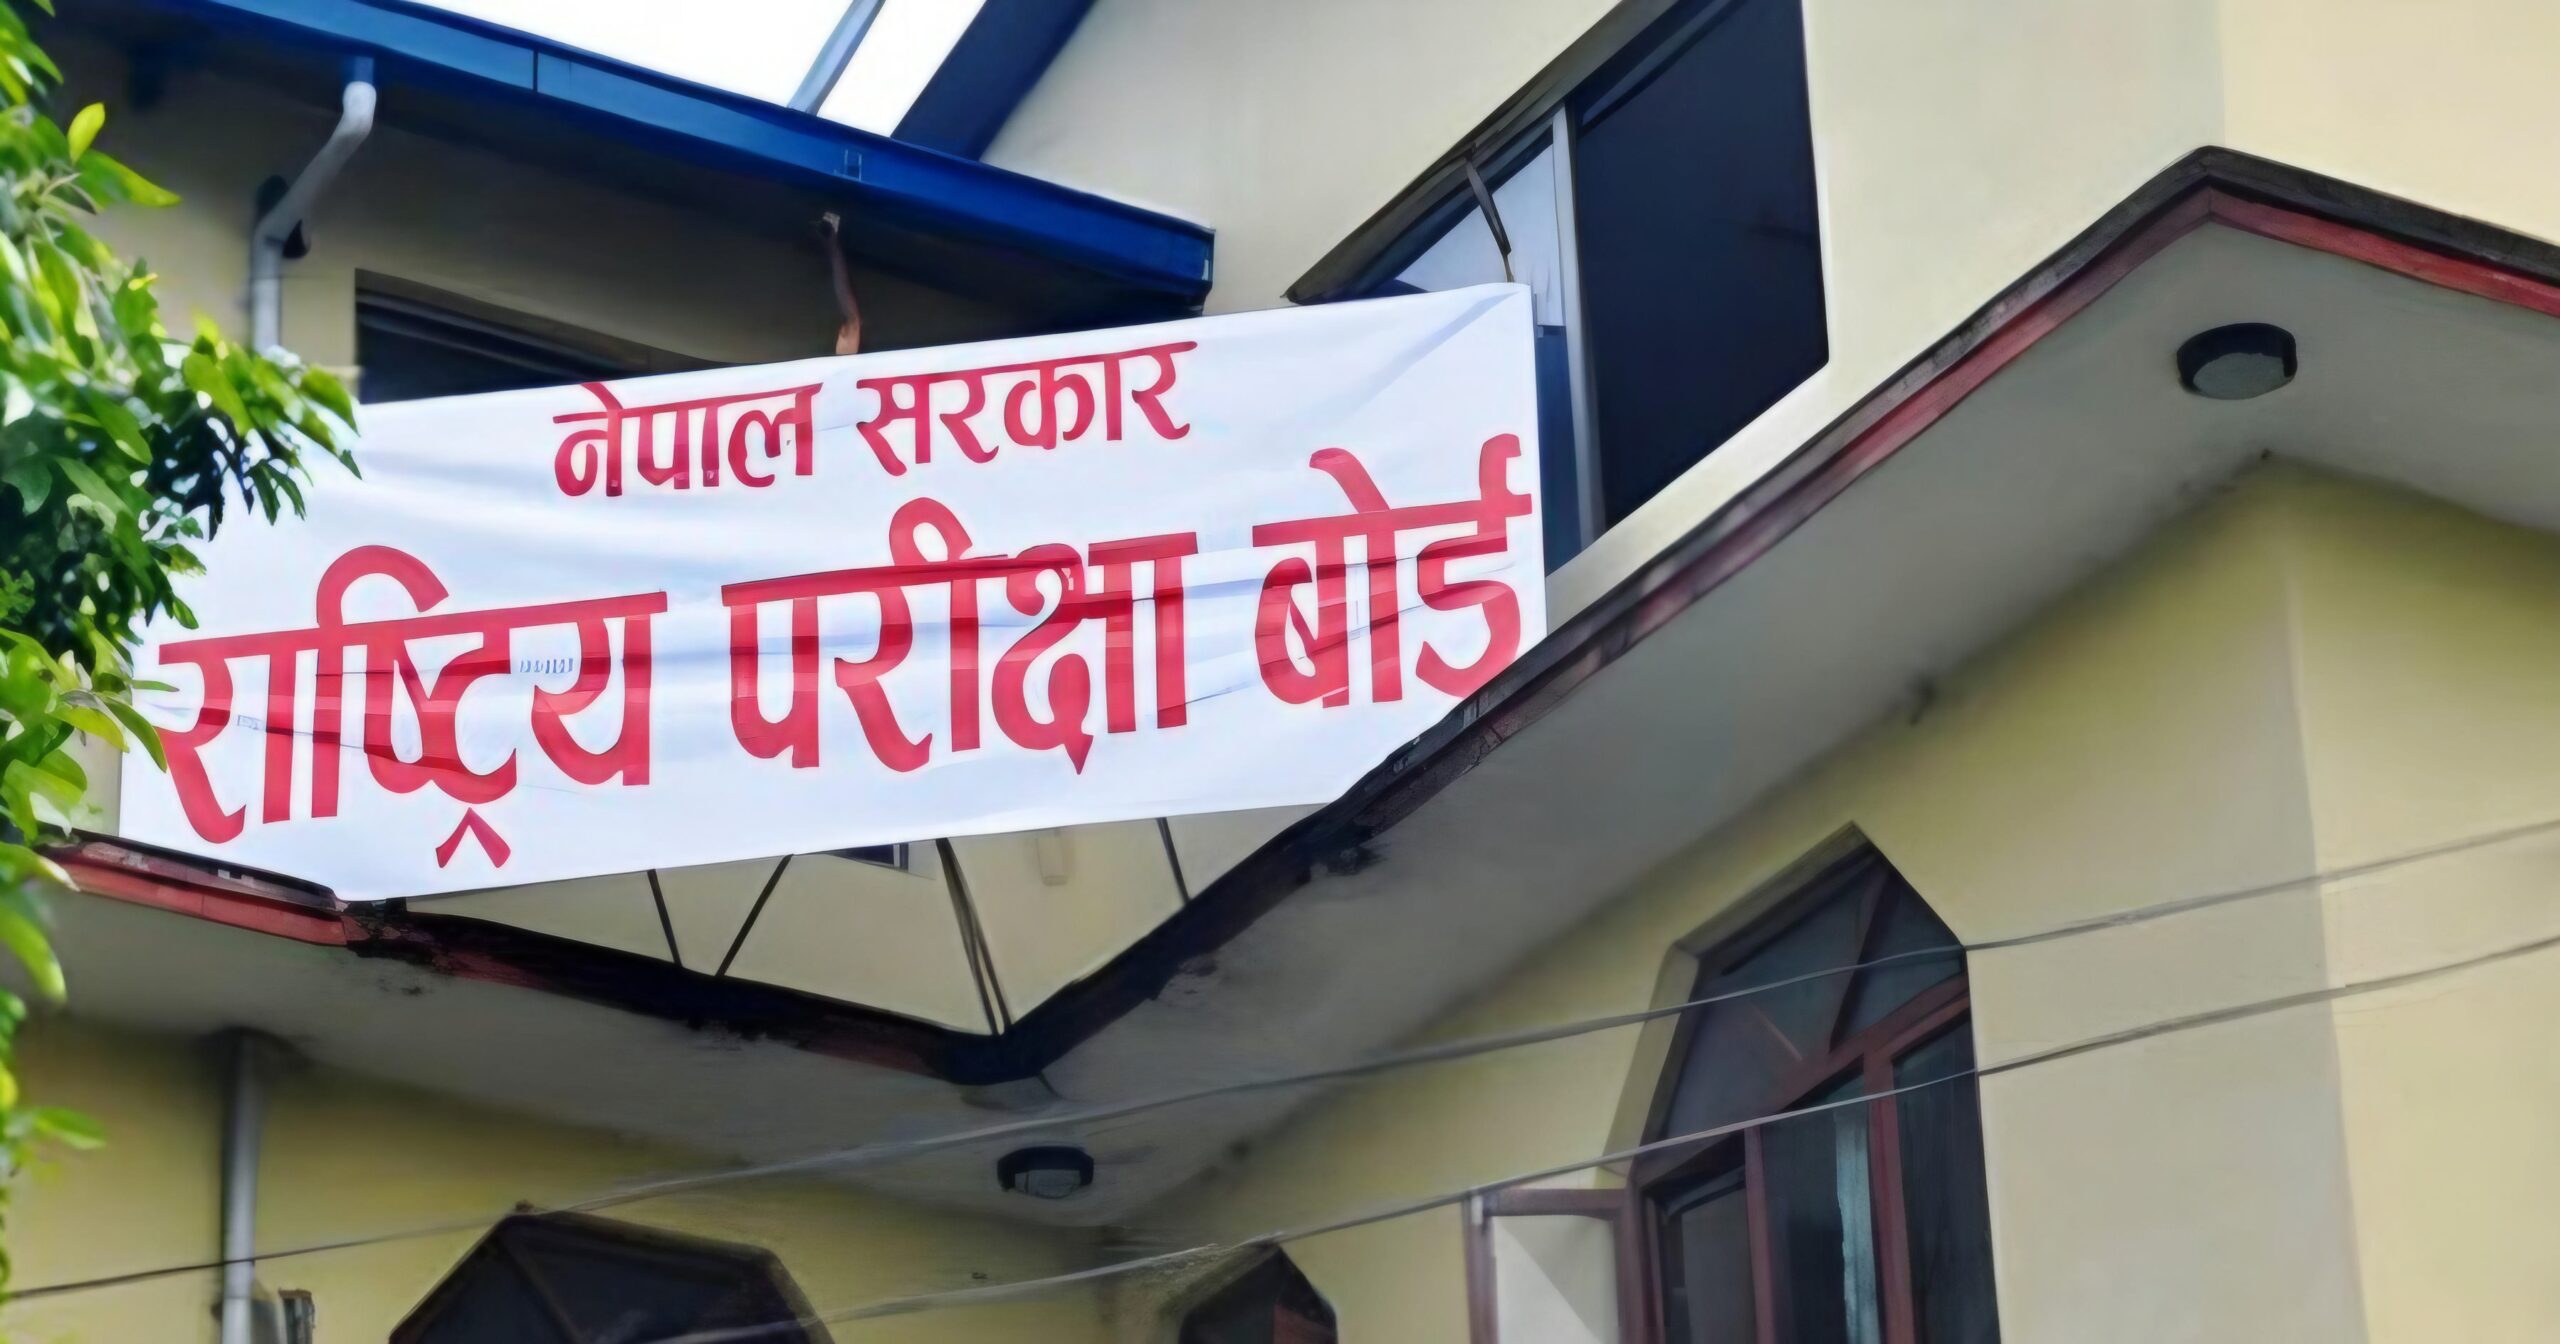 नेपाल सरकार
राष्ट्रिय परीक्षा बोर्ड